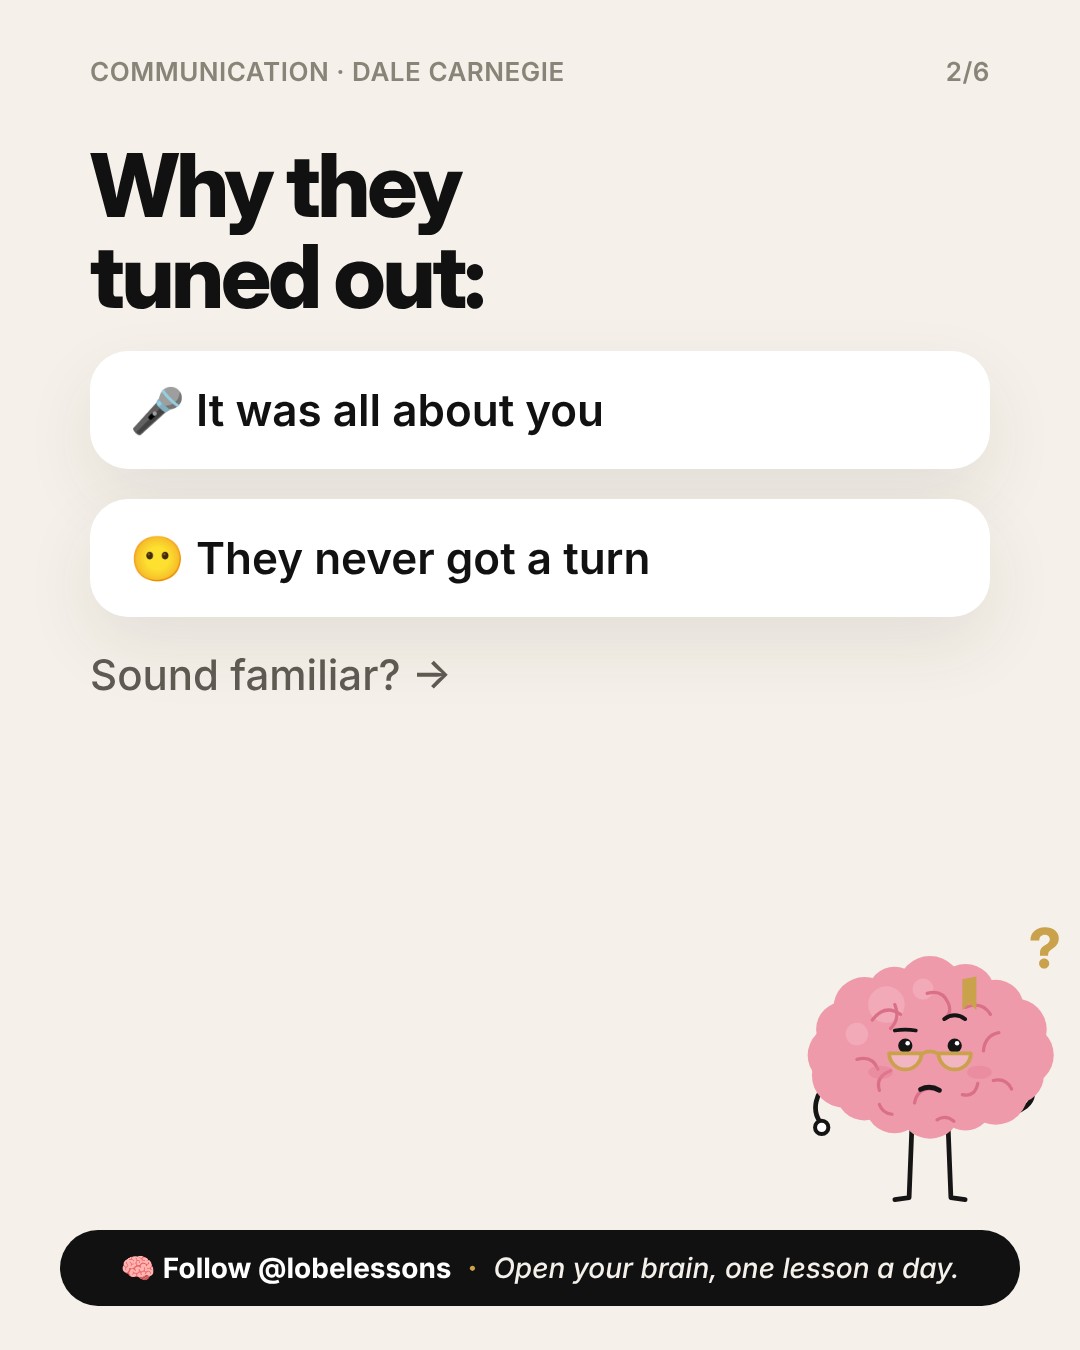 COMMUNICATION · DALE CARNEGIE 2/6
Why they
tuned out:
🎤 It was all about you
😶 They never got a turn
Sound familiar? →
?
🧠 Follow @lobelessons · Open your brain, one lesson a day.